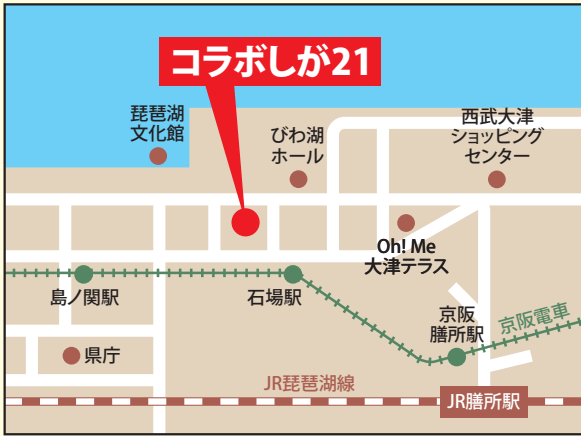 コラボしが21
琵琶湖
文化館
びわ湖
ホール
西武大津
ショッピング
センター
Oh! Me
大津テラス
島ノ関駅
石場駅
京阪
膳所駅
京阪電車
県庁
JR琵琶湖線
JR膳所駅